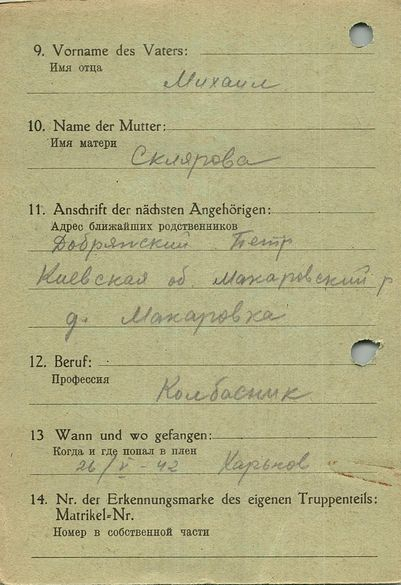 9. Vorname des Vaters:
Имя отца
Михаил
10. Name der Mutter:
Имя матери
Склярова
11. Anschrift der nächsten Angehörigen:
Адрес ближайших родственников
Добрянский Петр
Киевская об. Макаровский р
д. Макаровка
12. Beruf:
Профессия
Колбасник
13 Wann und wo gefangen:
Когда и где попал в плен
26/V-42 Харьков
14. Nr. der Erkennungsmarke des eigenen Truppenteils:
Matrikel-Nr.
Номер в собственной части